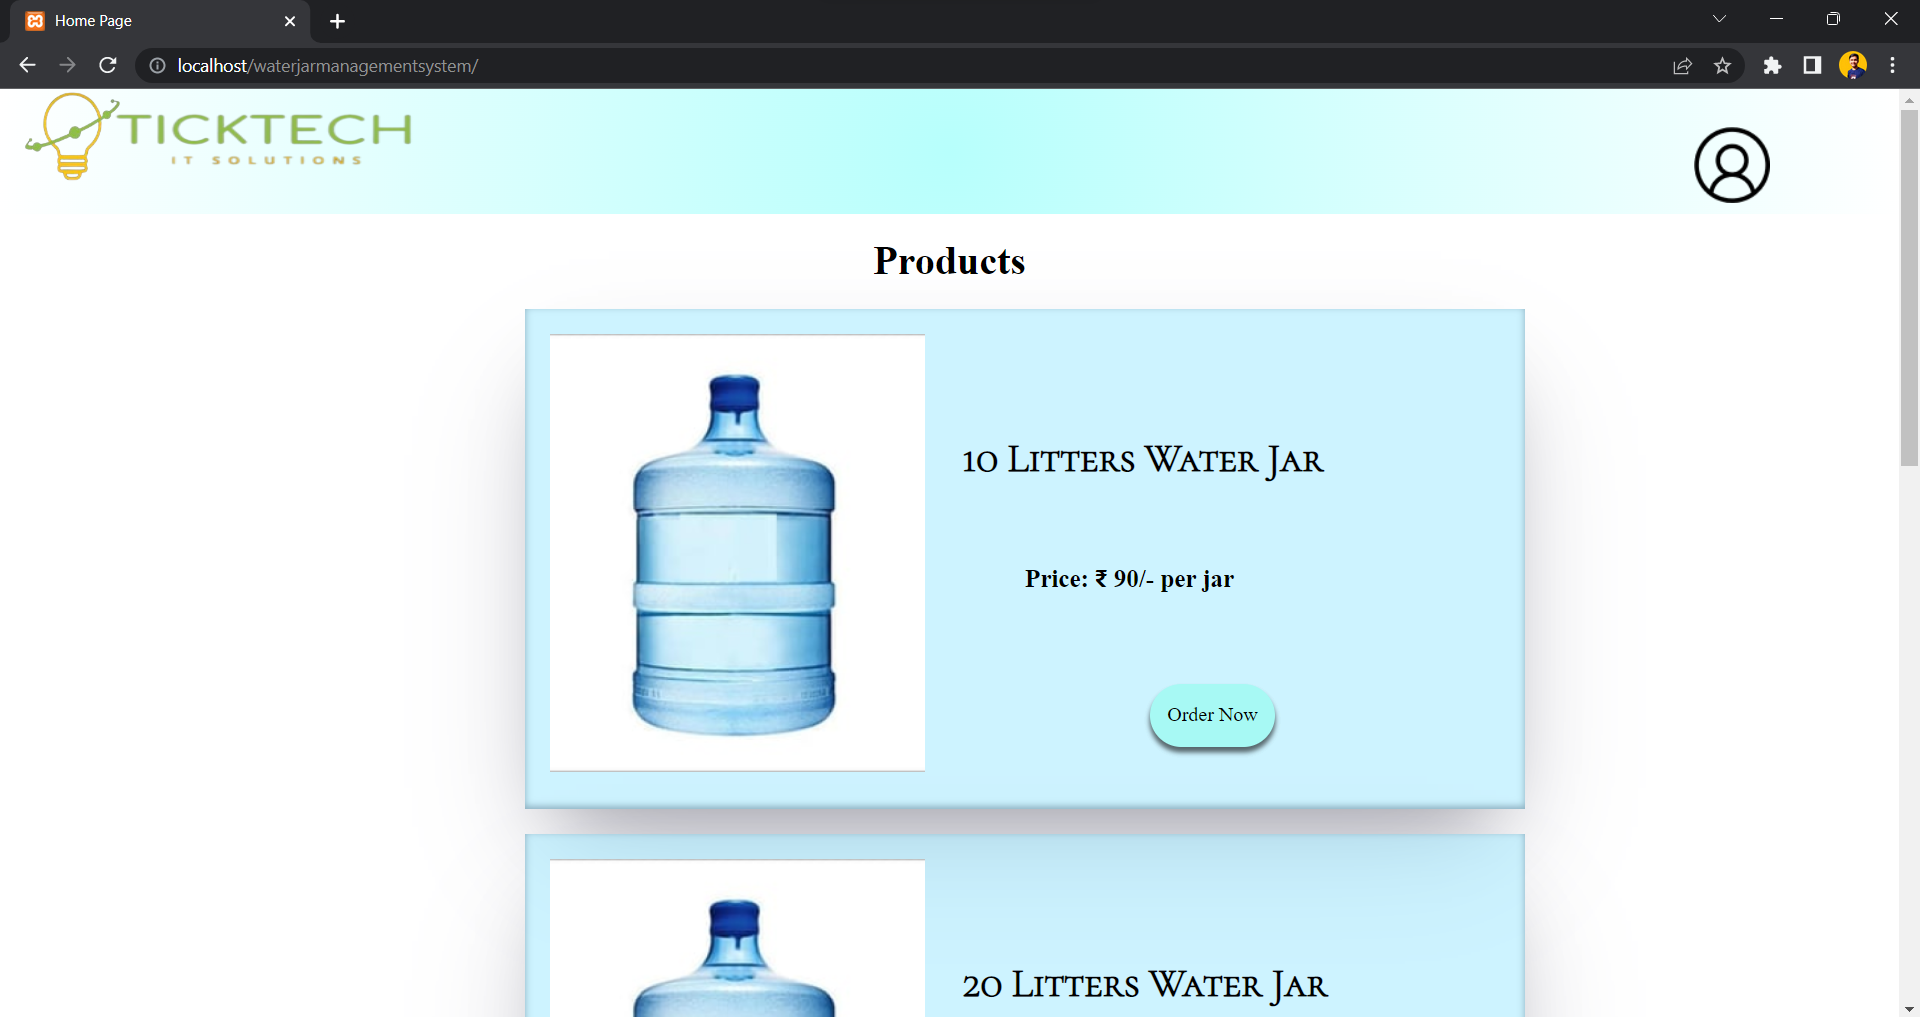 Home Page
localhost/waterjarmanagementsystem/
TICKTECH
IT SOLUTIONS
Products
10 Litters Water Jar
Price: ₹ 90/- per jar
Order Now
20 Litters Water Jar